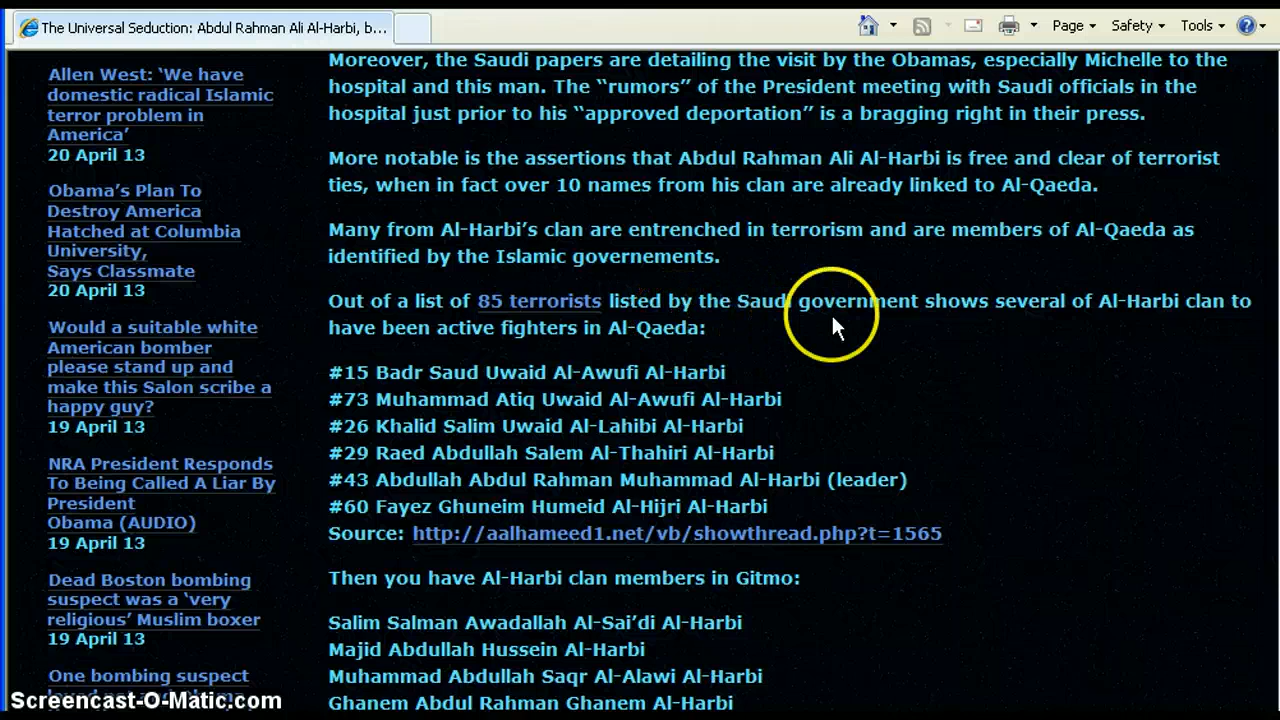 The Universal Seduction: Abdul Rahman Ali Al-Harbi, b...
Page
Safety
Tools
Allen West: ‘We have
domestic radical Islamic
terror problem in
America’
20 April 13
Obama’s Plan To
Destroy America
Hatched at Columbia
University,
Says Classmate
20 April 13
Would a suitable white
American bomber
please stand up and
make this Salon scribe a
happy guy?
19 April 13
NRA President Responds
To Being Called A Liar By
President
Obama (AUDIO)
19 April 13
Dead Boston bombing
suspect was a ‘very
religious’ Muslim boxer
19 April 13
One bombing suspect
Moreover, the Saudi papers are detailing the visit by the Obamas, especially Michelle to the
hospital and this man. The “rumors” of the President meeting with Saudi officials in the
hospital just prior to his “approved deportation” is a bragging right in their press.
More notable is the assertions that Abdul Rahman Ali Al-Harbi is free and clear of terrorist
ties, when in fact over 10 names from his clan are already linked to Al-Qaeda.
Many from Al-Harbi’s clan are entrenched in terrorism and are members of Al-Qaeda as
identified by the Islamic governements.
Out of a list of 85 terrorists listed by the Saudi government shows several of Al-Harbi clan to
have been active fighters in Al-Qaeda:
#15 Badr Saud Uwaid Al-Awufi Al-Harbi
#73 Muhammad Atiq Uwaid Al-Awufi Al-Harbi
#26 Khalid Salim Uwaid Al-Lahibi Al-Harbi
#29 Raed Abdullah Salem Al-Thahiri Al-Harbi
#43 Abdullah Abdul Rahman Muhammad Al-Harbi (leader)
#60 Fayez Ghuneim Humeid Al-Hijri Al-Harbi
Source: http://aalhameed1.net/vb/showthread.php?t=1565
Then you have Al-Harbi clan members in Gitmo:
Salim Salman Awadallah Al-Sai’di Al-Harbi
Majid Abdullah Hussein Al-Harbi
Muhammad Abdullah Saqr Al-Alawi Al-Harbi
Ghanem Abdul Rahman Ghanem Al-Harbi
Screencast-O-Matic.com